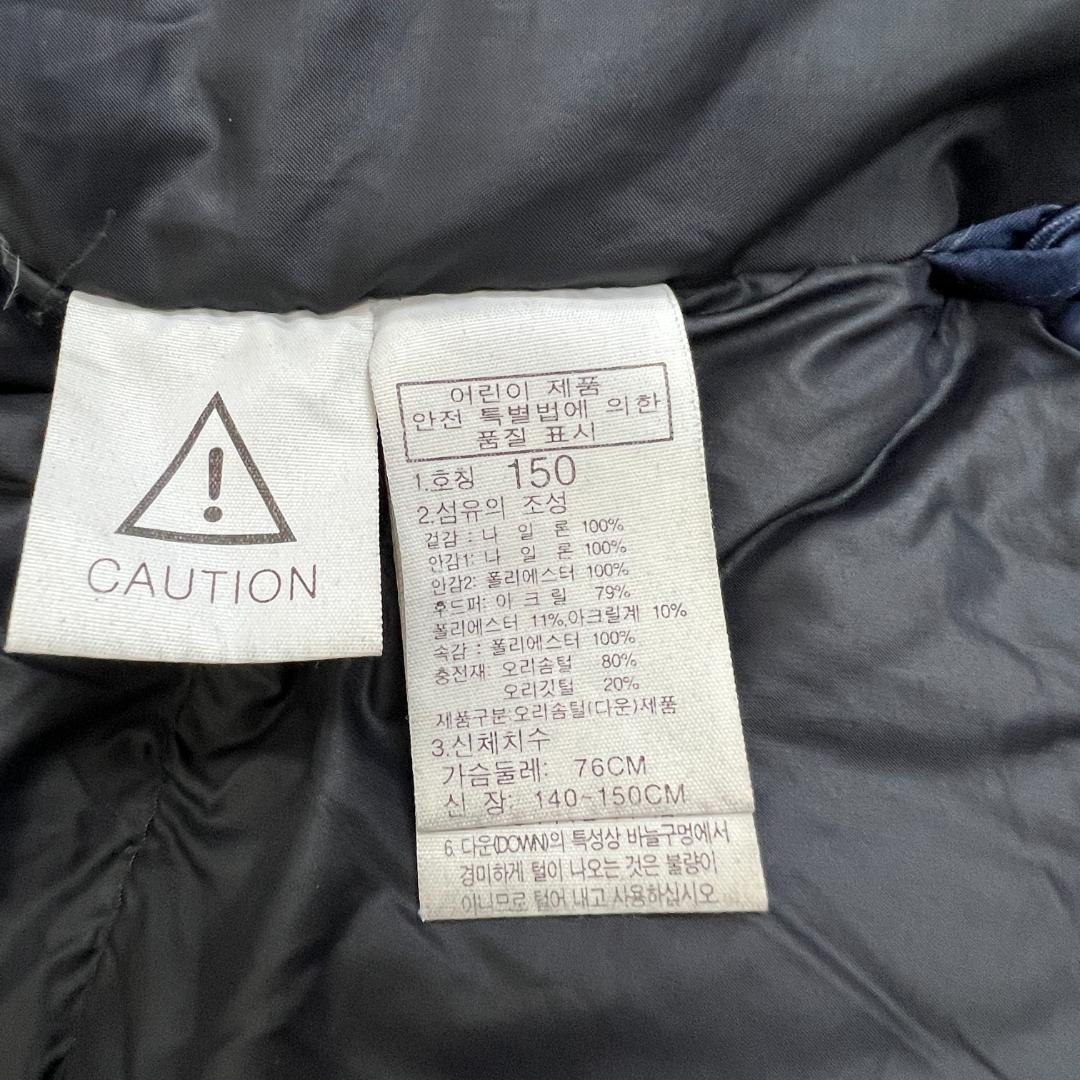 CAUTION
어린이 제품
안전 특별법에 의한
품질 표시
1.호칭 150
2.섬유의 조성
겉감 : 나 일 론 100%
안감1: 나 일 론 100%
안감2: 폴리에스터 100%
후드퍼: 아 크 릴 79%
폴리에스터 11%,아크릴계 10%
속감 : 폴리에스터 100%
충전재: 오리솜털 80%
오리깃털 20%
제품구분:오리솜털(다운)제품
3.신체치수
가슴둘레: 76CM
신 장: 140~150CM
6. 다운(DOWN)의 특성상 바늘구멍에서
경미하게 털이 나오는 것은 불량이
아니므로 털어 내고 사용하십시오